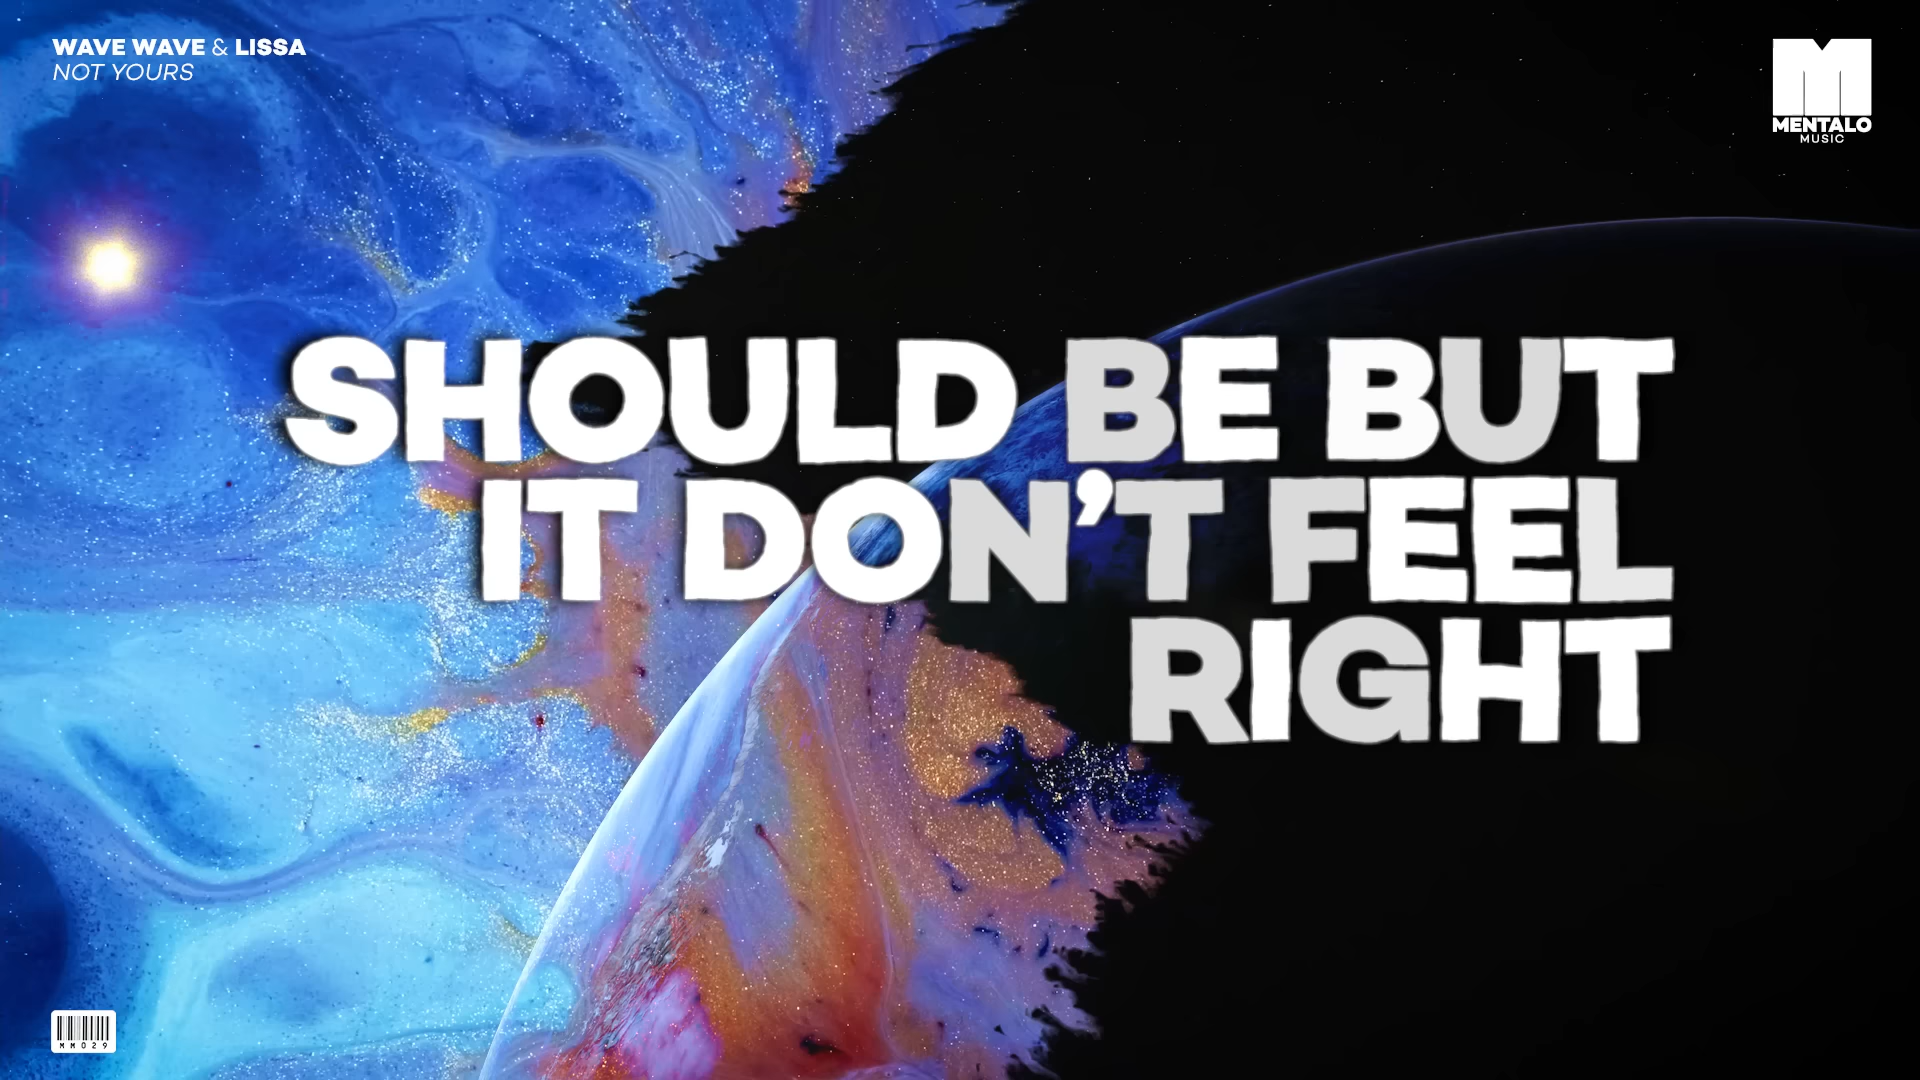 WAVE WAVE & LISSA
NOT YOURS
MENTALO
MUSIC
SHOULD BE BUT
IT DON’T FEEL
RIGHT
MM029